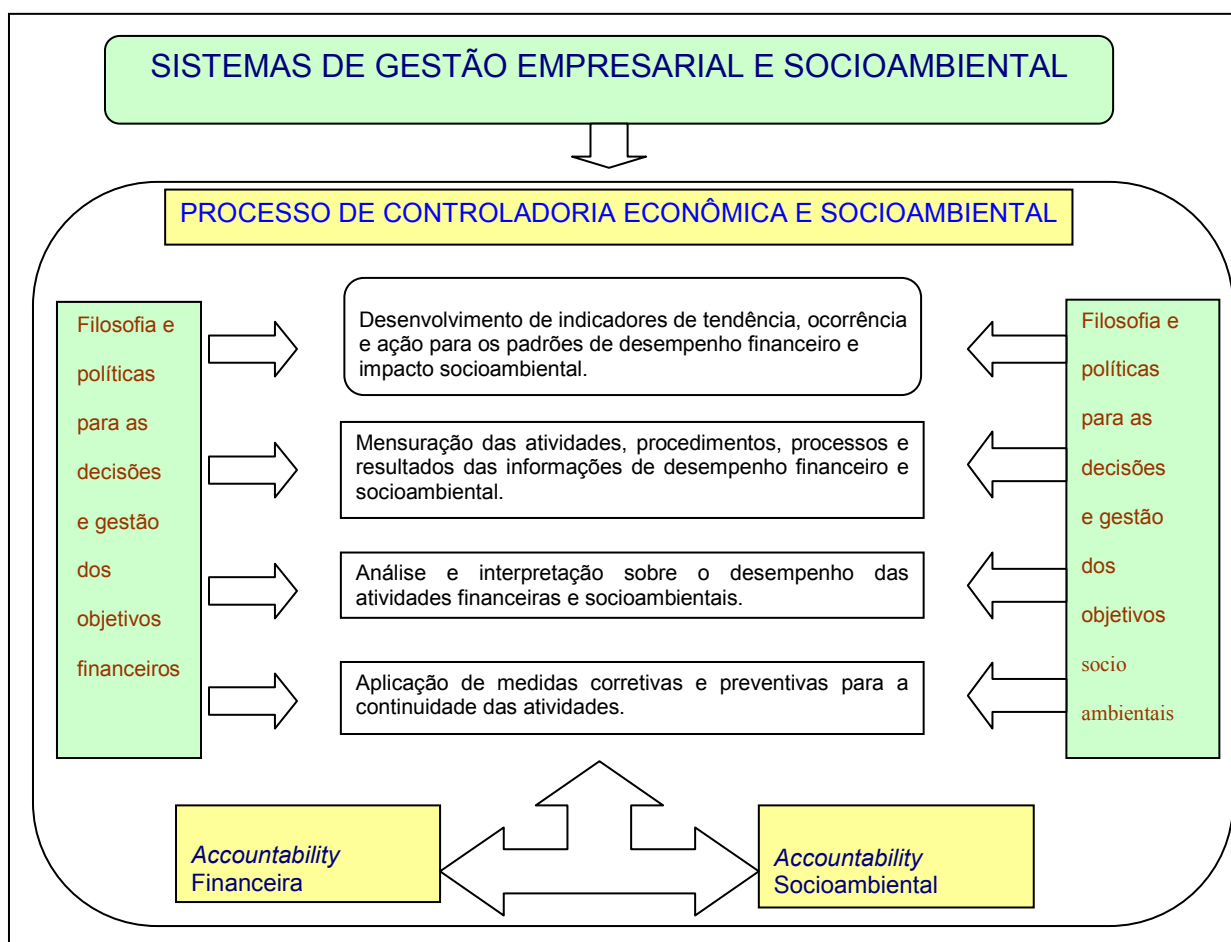 SISTEMAS DE GESTÃO EMPRESARIAL E SOCIOAMBIENTAL
PROCESSO DE CONTROLADORIA ECONÔMICA E SOCIOAMBIENTAL
Filosofia e
políticas
para as
decisões
e gestão
dos
objetivos
financeiros
Desenvolvimento de indicadores de tendência, ocorrência
e ação para os padrões de desempenho financeiro e
impacto socioambiental.
Mensuração das atividades, procedimentos, processos e
resultados das informações de desempenho financeiro e
socioambiental.
Análise e interpretação sobre o desempenho das
atividades financeiras e socioambientais.
Aplicação de medidas corretivas e preventivas para a
continuidade das atividades.
Filosofia e
políticas
para as
decisões
e gestão
dos
objetivos
socio
ambientais
Accountability
Financeira
Accountability
Socioambiental